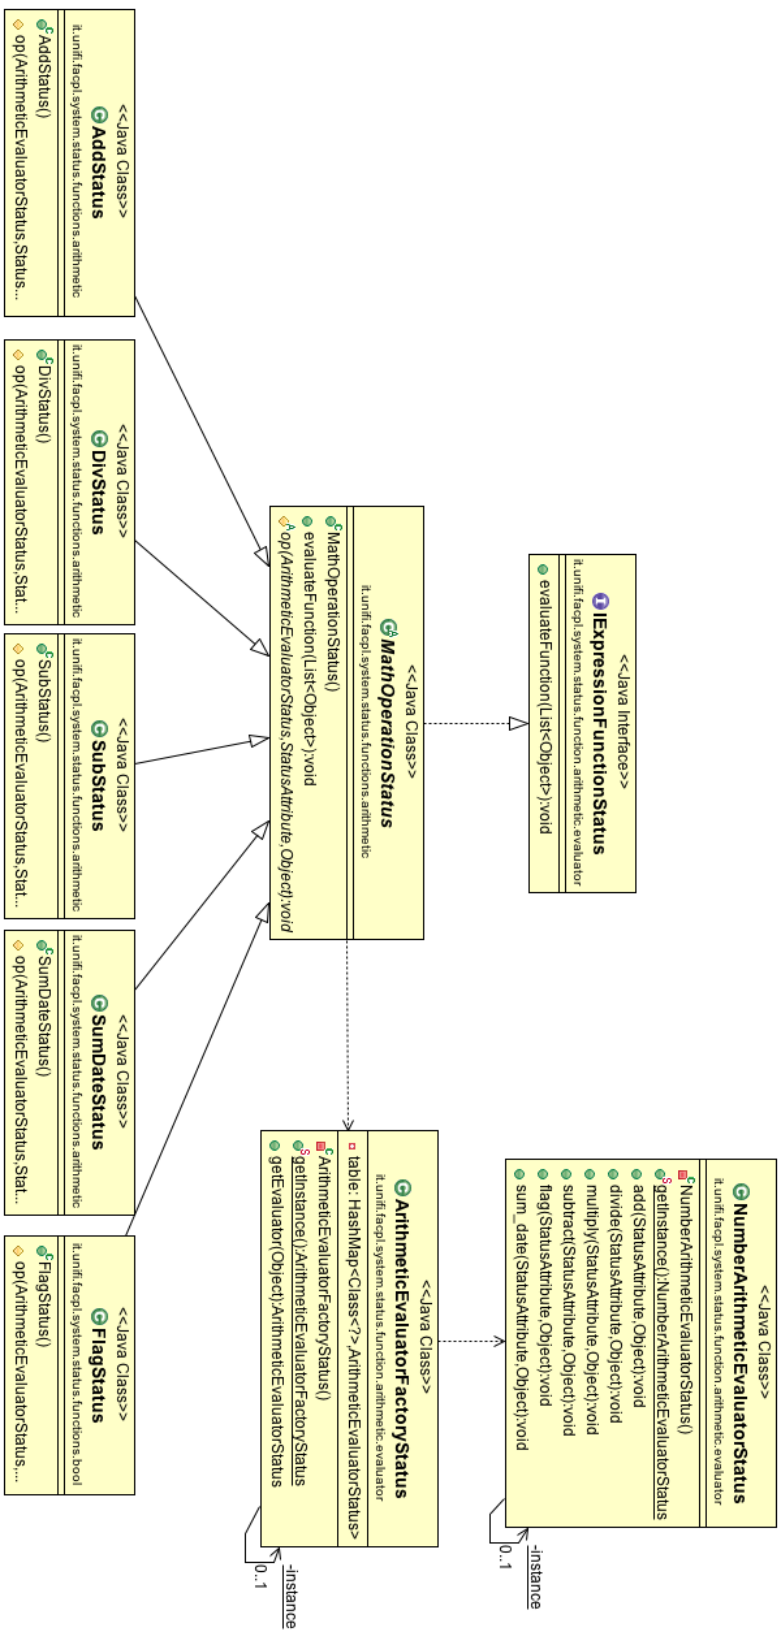 <<Java Interface>>
IExpressionFunctionStatus
it.unifi.facpl.system.status.function.arithmetic.evaluator
evaluateFunction(List<Object>):void
<<Java Class>>
NumberArithmeticEvaluatorStatus
it.unifi.facpl.system.status.function.arithmetic.evaluator
NumberArithmeticEvaluatorStatus()
getInstance():NumberArithmeticEvaluatorStatus
add(StatusAttribute,Object):void
divide(StatusAttribute,Object):void
multiply(StatusAttribute,Object):void
subtract(StatusAttribute,Object):void
flag(StatusAttribute,Object):void
sum_date(StatusAttribute,Object):void
-instance
0..1
<<Java Class>>
MathOperationStatus
it.unifi.facpl.system.status.functions.arithmetic
MathOperationStatus()
evaluateFunction(List<Object>):void
op(ArithmeticEvaluatorStatus,StatusAttribute,Object):void
<<Java Class>>
ArithmeticEvaluatorFactoryStatus
it.unifi.facpl.system.status.function.arithmetic.evaluator
table: HashMap<Class<?>,ArithmeticEvaluatorStatus>
ArithmeticEvaluatorFactoryStatus()
getInstance():ArithmeticEvaluatorFactoryStatus
getEvaluator(Object):ArithmeticEvaluatorStatus
-instance
0..1
<<Java Class>>
AddStatus
it.unifi.facpl.system.status.functions.arithmetic
AddStatus()
op(ArithmeticEvaluatorStatus,Status...
<<Java Class>>
DivStatus
it.unifi.facpl.system.status.functions.arithmetic
DivStatus()
op(ArithmeticEvaluatorStatus,Stat...
<<Java Class>>
SubStatus
it.unifi.facpl.system.status.functions.arithmetic
SubStatus()
op(ArithmeticEvaluatorStatus,Stat...
<<Java Class>>
SumDateStatus
it.unifi.facpl.system.status.functions.arithmetic
SumDateStatus()
op(ArithmeticEvaluatorStatus,Stat...
<<Java Class>>
FlagStatus
it.unifi.facpl.system.status.functions.bool
FlagStatus()
op(ArithmeticEvaluatorStatus,...